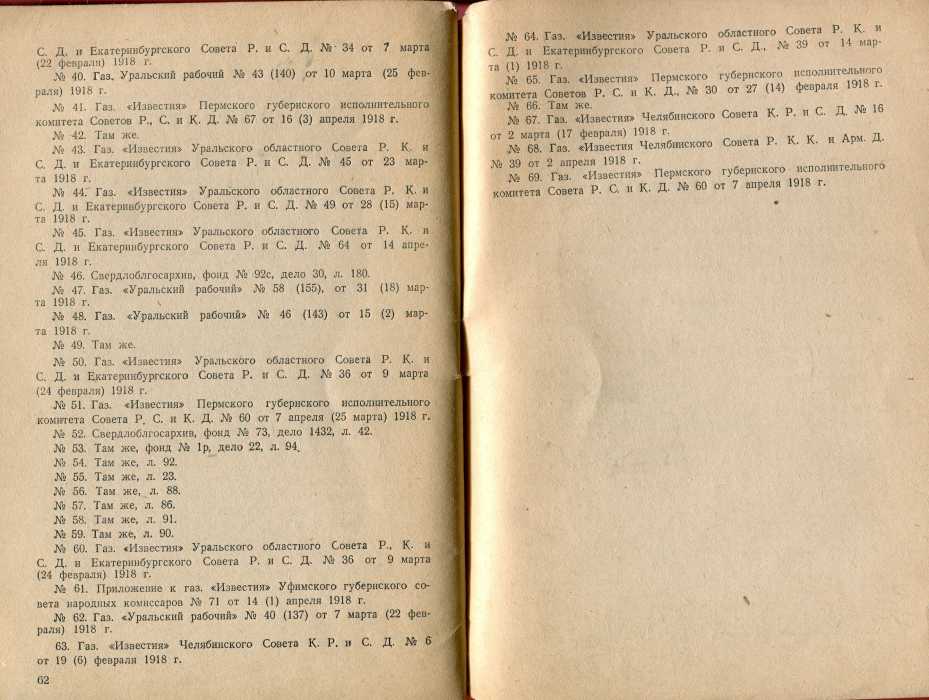 С. Д. и Екатеринбургского Совета Р. и С. Д. № 34 от 7 марта
(22 февраля) 1918 г.
№ 40. Газ. Уральский рабочий № 43 (140) от 10 марта (25 фев-
раля) 1918 г.
№ 41. Газ. «Известия» Пермского губернского исполнительного
комитета Советов Р., С. и К. Д. № 67 от 16 (3) апреля 1918 г.
№ 42. Там же.
№ 43. Газ. «Известия» Уральского областного Совета Р. К. и
С. Д. и Екатеринбургского Совета Р. и С. Д. № 45 от 23 мар-
та 1918 г.
№ 44. Газ. «Известия» Уральского областного Совета Р. К. и
С. Д. и Екатеринбургского Совета Р. и С. Д. № 49 от 28 (15) мар-
та 1918 г.
№ 45. Газ. «Известия» Уральского областного Совета Р. К. и
С. Д. и Екатеринбургского Совета Р. и С. Д. № 64 от 14 апре-
ля 1918 г.
№ 46. Свердлоблгосархив, фонд № 92с, дело 30, л. 180.
№ 47. Газ. «Уральский рабочий» № 58 (155), от 31 (18) мар-
та 1918 г.
№ 48. Газ. «Уральский рабочий» № 46 (143) от 15 (2) мар-
та 1918 г.
№ 49. Там же.
№ 50. Газ. «Известия» Уральского областного Совета Р. К. и
С. Д. и Екатеринбургского Совета Р. и С. Д. № 36 от 9 марта
(24 февраля) 1918 г.
№ 51. Газ. «Известия» Пермского губернского исполнительного
комитета Совета Р. С. и К. Д. № 60 от 7 апреля (25 марта) 1918 г.
№ 52. Свердлоблгосархив, фонд № 73, дело 1432, л. 42.
№ 53. Там же, фонд № 1р, дело 22, л. 94.
№ 54. Там же, л. 92.
№ 55. Там же, л. 23.
№ 56. Там же, л. 88.
№ 57. Там же, л. 86.
№ 58. Там же, л. 91.
№ 59. Там же, л. 90.
№ 60. Газ. «Известия» Уральского областного Совета Р., К. и
С. Д. и Екатеринбургского Совета Р. и С. Д. № 36 от 9 марта
(24 февраля) 1918 г.
№ 61. Приложение к газ. «Известия» Уфимского губернского со-
вета народных комиссаров № 71 от 14 (1) апреля 1918 г.
№ 62. Газ. «Уральский рабочий» № 40 (137) от 7 марта (22 фев-
раля) 1918 г.
63. Газ. «Известия» Челябинского Совета К. Р. и С. Д. № 6
от 19 (6) февраля 1918 г.
62
№ 64. Газ. «Известия» Уральского областного Совета Р. К. и
С. Д. и Екатеринбургского Совета Р. и С. Д., № 39 от 14 мар-
та (1) 1918 г.
№ 65. Газ. «Известия» Пермского губернского исполнительного
комитета Советов Р. С. и К. Д., № 30 от 27 (14) февраля 1918 г.
№ 66. Там же.
№ 67. Газ. «Известия» Челябинского Совета К. Р. и С. Д. № 16
от 2 марта (17 февраля) 1918 г.
№ 68. Газ. «Известия Челябинского Совета Р. К. К. и Арм. Д.
№ 39 от 2 апреля 1918 г.
№ 69. Газ. «Известия» Пермского губернского исполнительного
комитета Совета Р. С. и К. Д. № 60 от 7 апреля 1918 г.